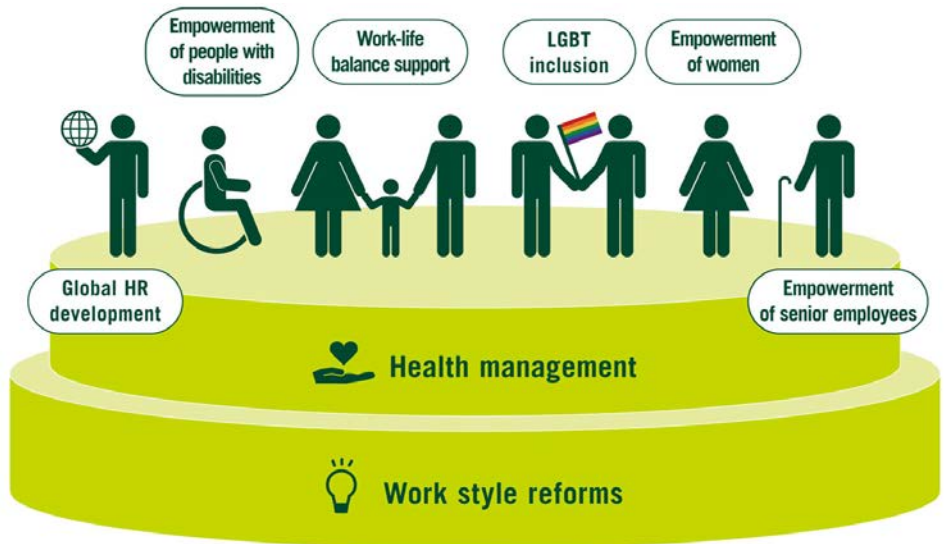 Empowerment
of people with
disabilities
Work-life
balance support
LGBT
inclusion
Empowerment
of women
Global HR
development
Empowerment
of senior employees
Health management
Work style reforms